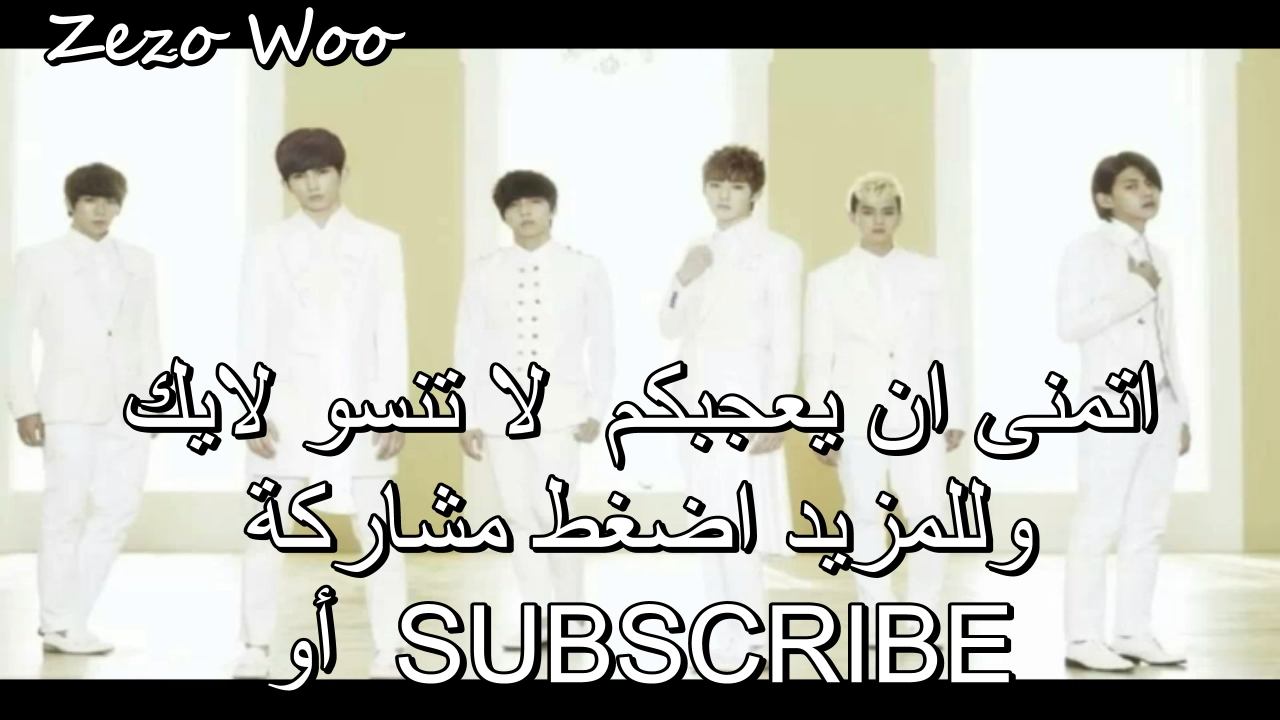 Zezo Woo
اتمنى ان يعجبكم لا تنسو لايك
وللمزيد اضغط مشاركة
أو SUBSCRIBE